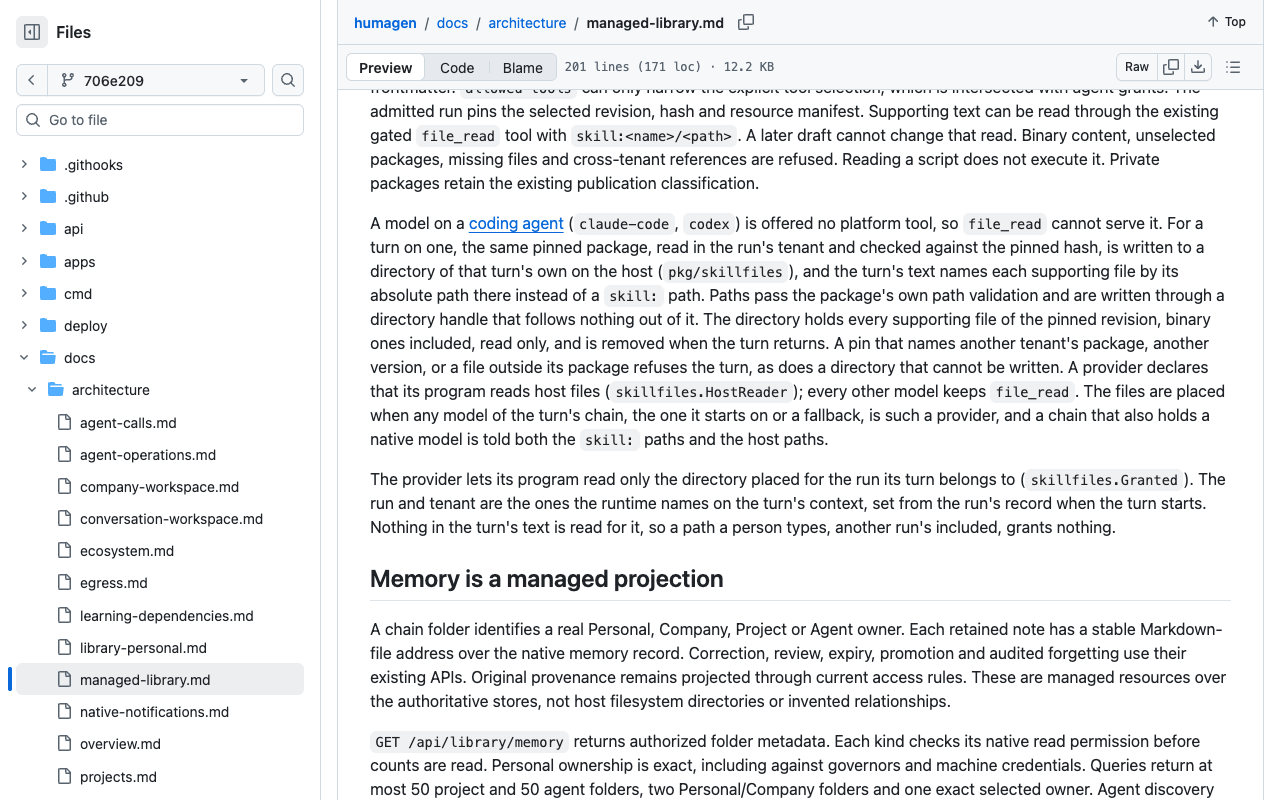 Files
humagen / docs / architecture / managed-library.md
Top
706e209
Preview Code Blame 201 lines (171 loc) · 12.2 KB
Raw
Go to file
.githooks
.github
api
apps
cmd
deploy
docs
architecture
agent-calls.md
agent-operations.md
company-workspace.md
conversation-workspace.md
ecosystem.md
egress.md
learning-dependencies.md
library-personal.md
managed-library.md
native-notifications.md
overview.md
projects.md
frontmatter. allowed-tools can only narrow the explicit tool selection, which is intersected with agent grants. The
admitted run pins the selected revision, hash and resource manifest. Supporting text can be read through the existing
gated file_read tool with skill:<name>/<path>. A later draft cannot change that read. Binary content, unselected
packages, missing files and cross-tenant references are refused. Reading a script does not execute it. Private
packages retain the existing publication classification.
A model on a coding agent (claude-code, codex) is offered no platform tool, so file_read cannot serve it. For a
turn on one, the same pinned package, read in the run's tenant and checked against the pinned hash, is written to a
directory of that turn's own on the host (pkg/skillfiles), and the turn's text names each supporting file by its
absolute path there instead of a skill: path. Paths pass the package's own path validation and are written through a
directory handle that follows nothing out of it. The directory holds every supporting file of the pinned revision, binary
ones included, read only, and is removed when the turn returns. A pin that names another tenant's package, another
version, or a file outside its package refuses the turn, as does a directory that cannot be written. A provider declares
that its program reads host files (skillfiles.HostReader); every other model keeps file_read. The files are placed
when any model of the turn's chain, the one it starts on or a fallback, is such a provider, and a chain that also holds a
native model is told both the skill: paths and the host paths.
The provider lets its program read only the directory placed for the run its turn belongs to (skillfiles.Granted). The
run and tenant are the ones the runtime names on the turn's context, set from the run's record when the turn starts.
Nothing in the turn's text is read for it, so a path a person types, another run's included, grants nothing.
Memory is a managed projection
A chain folder identifies a real Personal, Company, Project or Agent owner. Each retained note has a stable Markdown-
file address over the native memory record. Correction, review, expiry, promotion and audited forgetting use their
existing APIs. Original provenance remains projected through current access rules. These are managed resources over
the authoritative stores, not host filesystem directories or invented relationships.
GET /api/library/memory returns authorized folder metadata. Each kind checks its native read permission before
counts are read. Personal ownership is exact, including against governors and machine credentials. Queries return at
most 50 project and 50 agent folders, two Personal/Company folders and one exact selected owner. Agent discovery